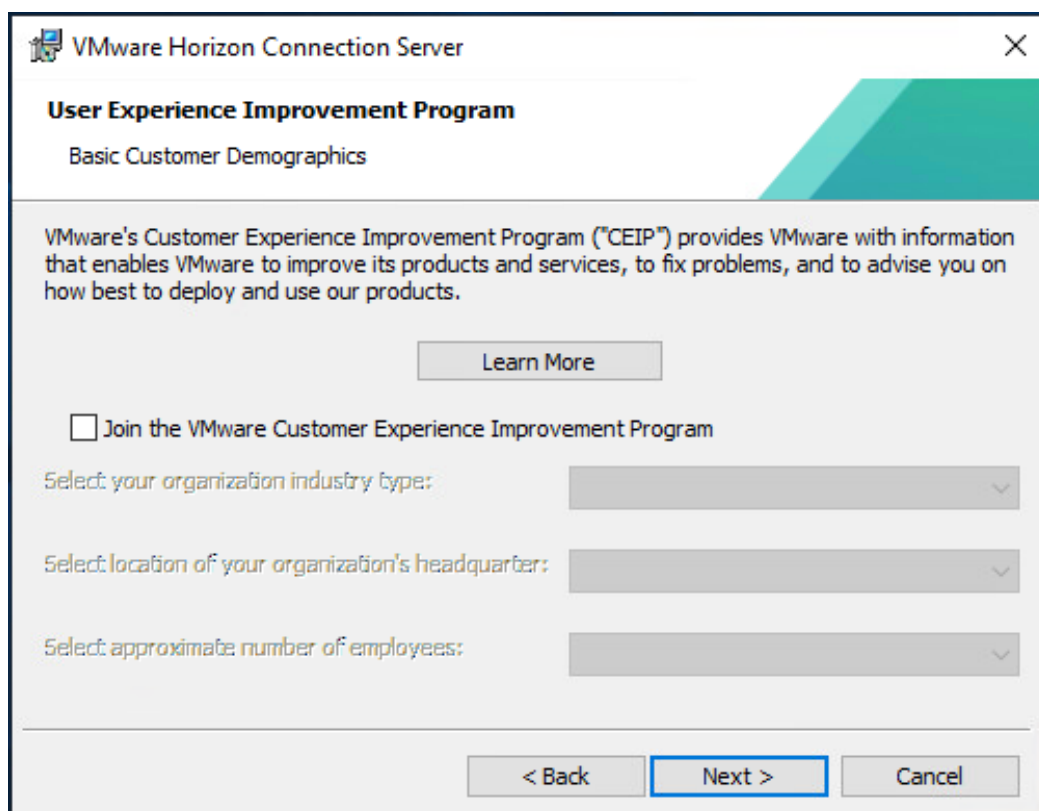 VMware Horizon Connection Server
User Experience Improvement Program
Basic Customer Demographics
VMware's Customer Experience Improvement Program ("CEIP") provides VMware with information
that enables VMware to improve its products and services, to fix problems, and to advise you on
how best to deploy and use our products.
Learn More
Join the VMware Customer Experience Improvement Program
Select your organization industry type:
Select location of your organization's headquarter:
Select approximate number of employees:
< Back
Next >
Cancel